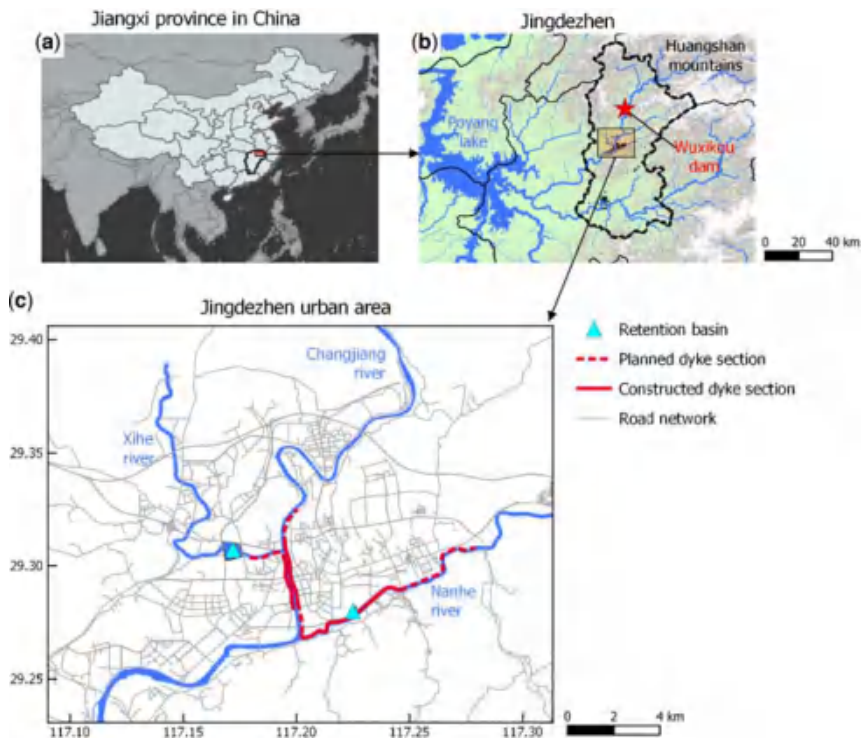 Jiangxi province in China
Jingdezhen
(a)
(b)
Huangshan
mountains
Poyang
lake
Wuxikou
dam
0 20 40 km
(c)
Jingdezhen urban area
29.40
29.35
29.30
29.25
Changjiang
river
Xihe
river
Nanhe
river
Retention basin
Planned dyke section
Constructed dyke section
Road network
117.10 117.15 117.20 117.25 117.30
0 2 4 km